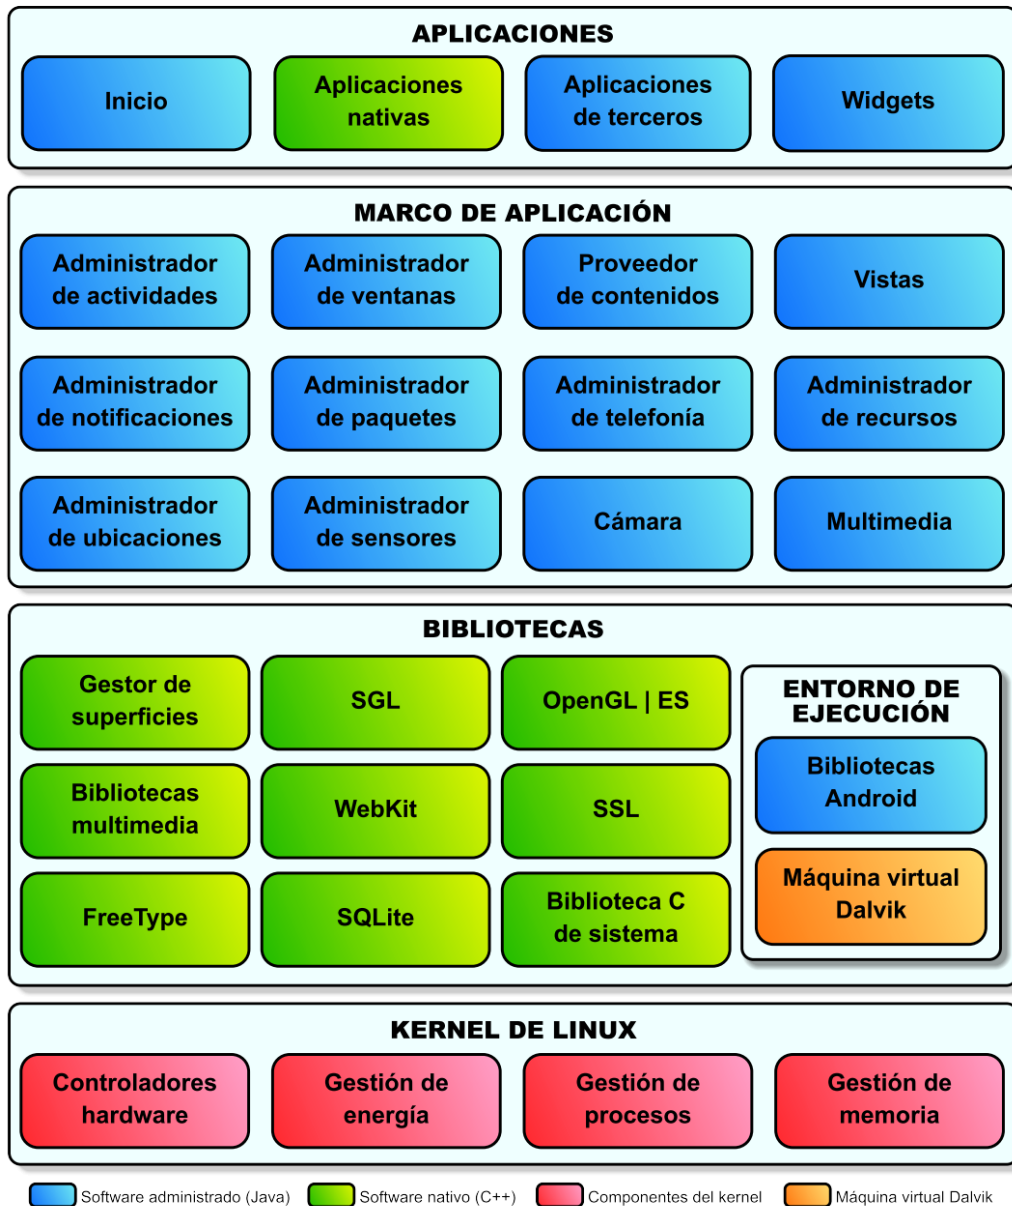 APLICACIONES
Inicio
Aplicaciones
nativas
Aplicaciones
de terceros
Widgets
MARCO DE APLICACIÓN
Administrador
de actividades
Administrador
de ventanas
Proveedor
de contenidos
Vistas
Administrador
de notificaciones
Administrador
de paquetes
Administrador
de telefonía
Administrador
de recursos
Administrador
de ubicaciones
Administrador
de sensores
Cámara
Multimedia
BIBLIOTECAS
Gestor de
superficies
SGL
OpenGL | ES
Bibliotecas
multimedia
WebKit
SSL
FreeType
SQLite
Biblioteca C
de sistema
ENTORNO DE
EJECUCIÓN
Bibliotecas
Android
Máquina virtual
Dalvik
KERNEL DE LINUX
Controladores
hardware
Gestión de
energía
Gestión de
procesos
Gestión de
memoria
Software administrado (Java)
Software nativo (C++)
Componentes del kernel
Máquina virtual Dalvik